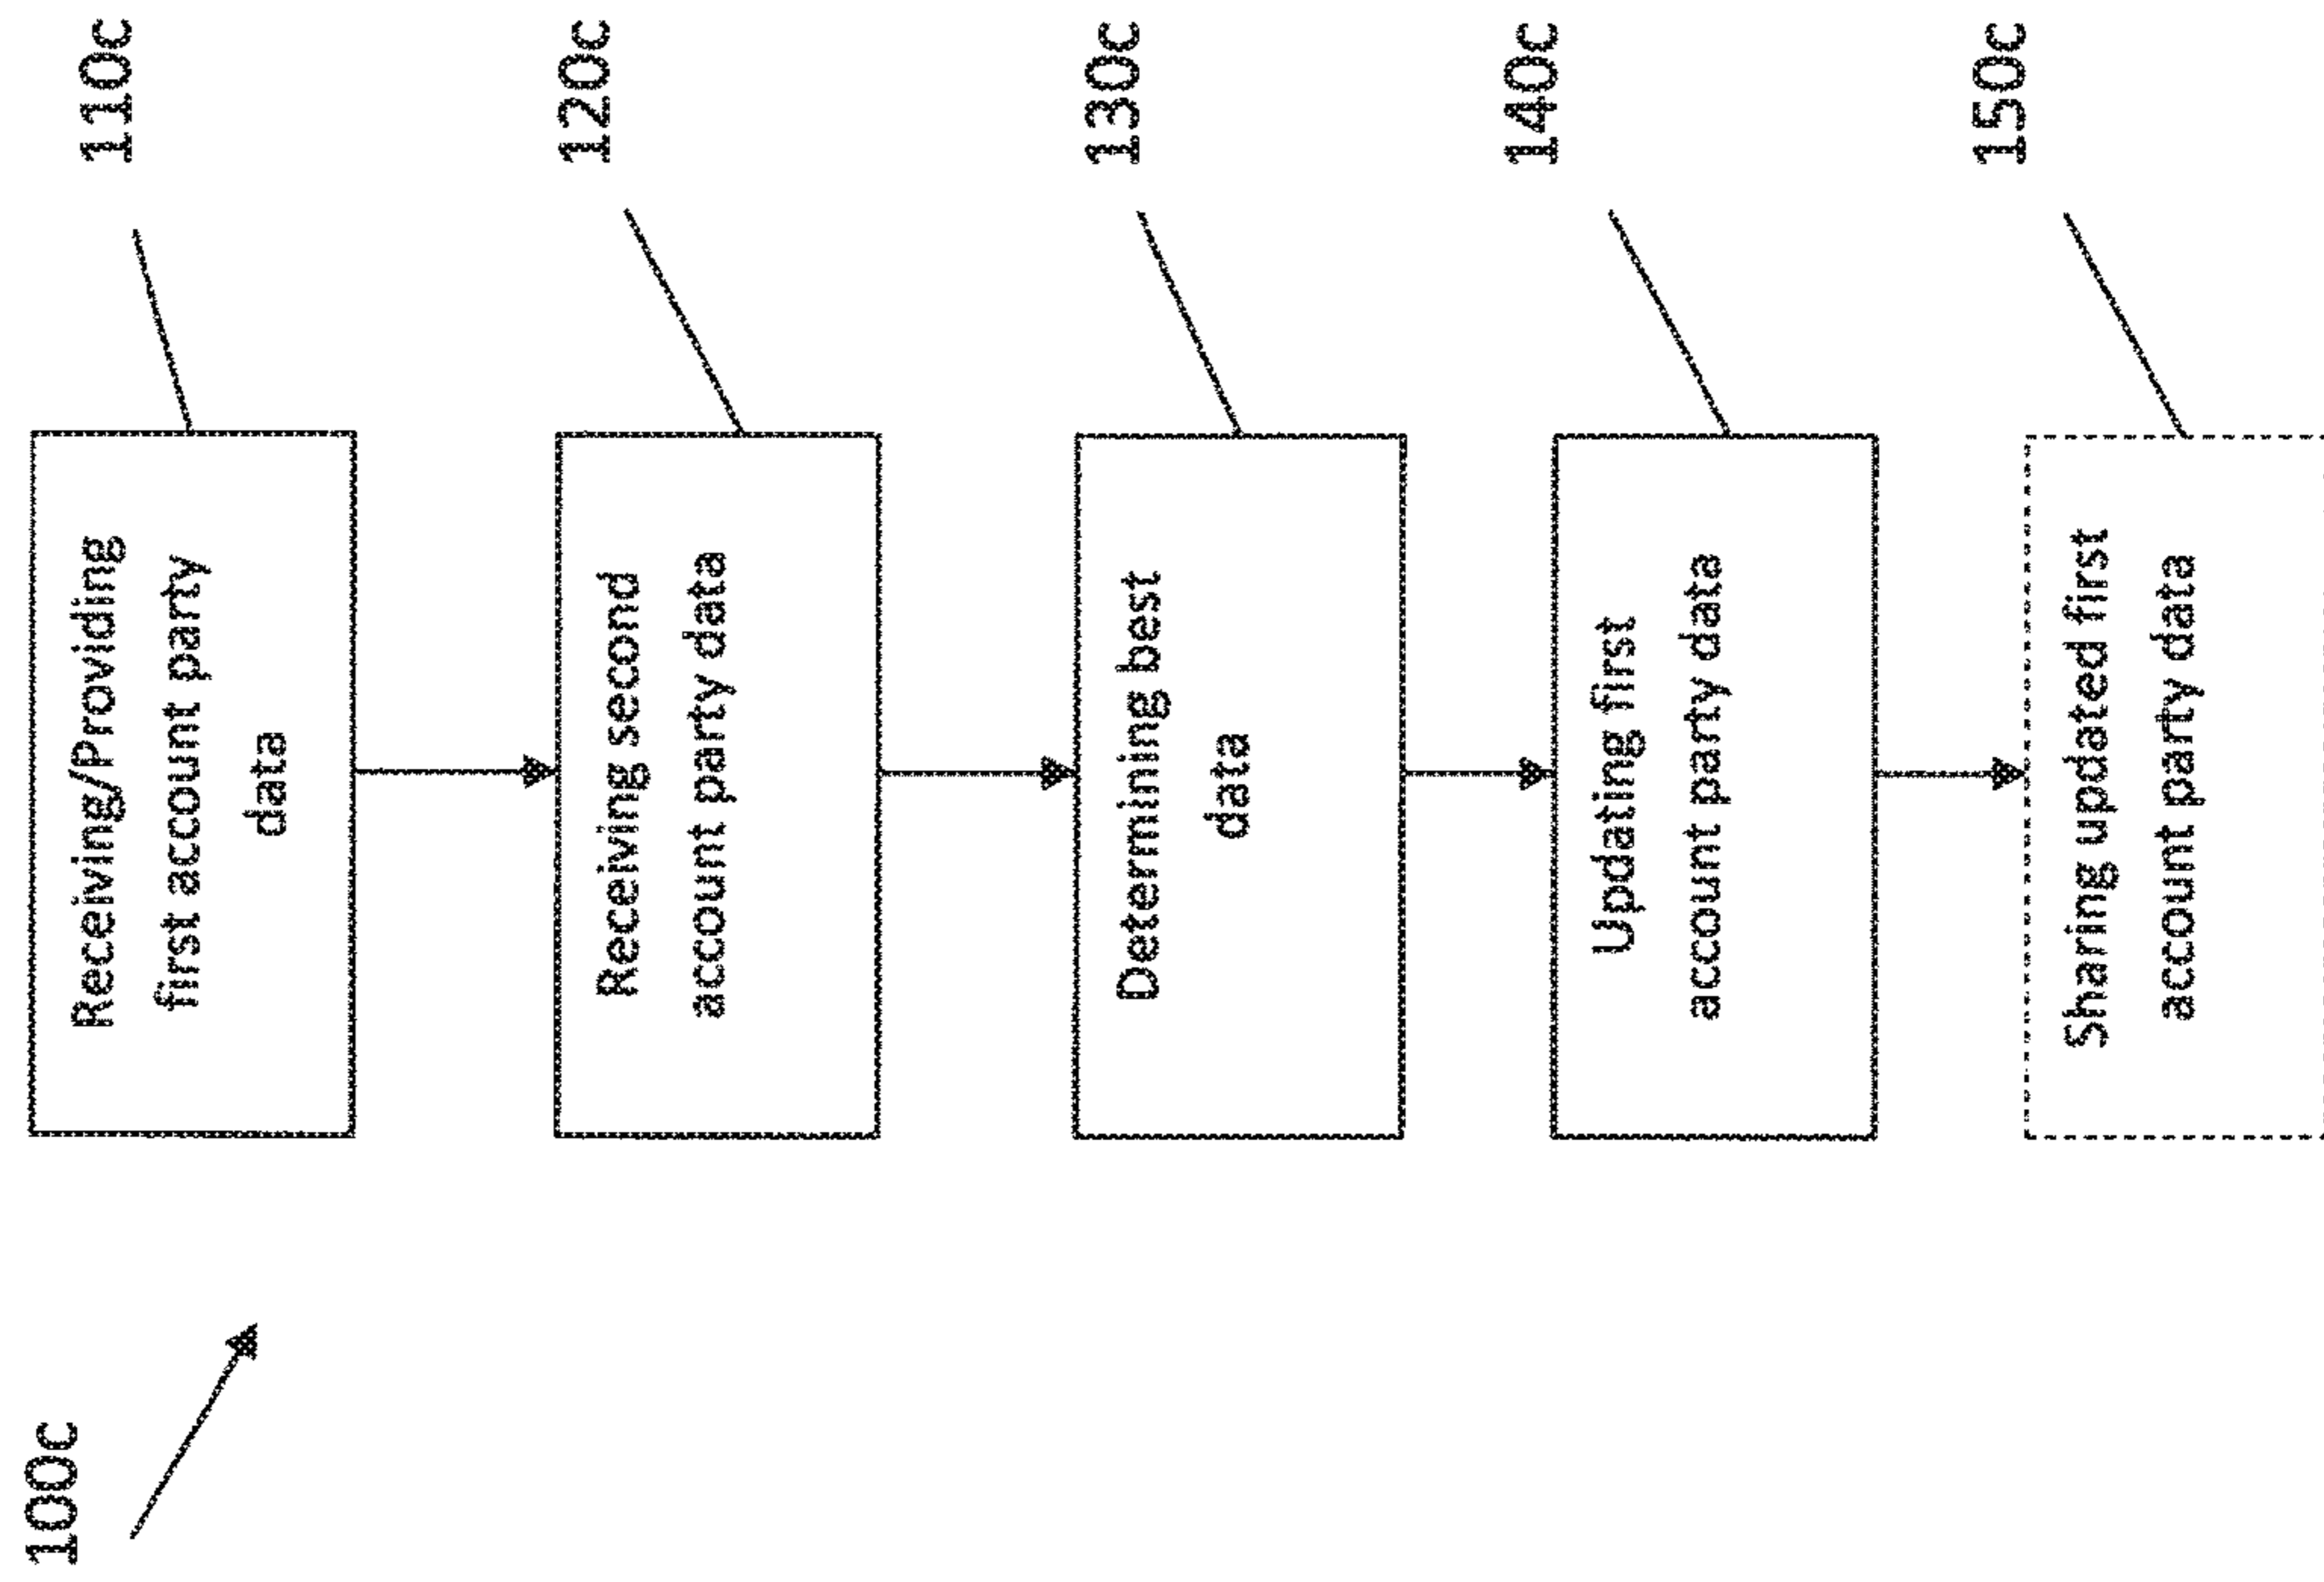 100c
Receiving/Providing
first account party
data
110c
Receiving second
account party data
120c
Determining best
data
130c
Updating first
account party data
140c
Sharing updated first
account party data
150c